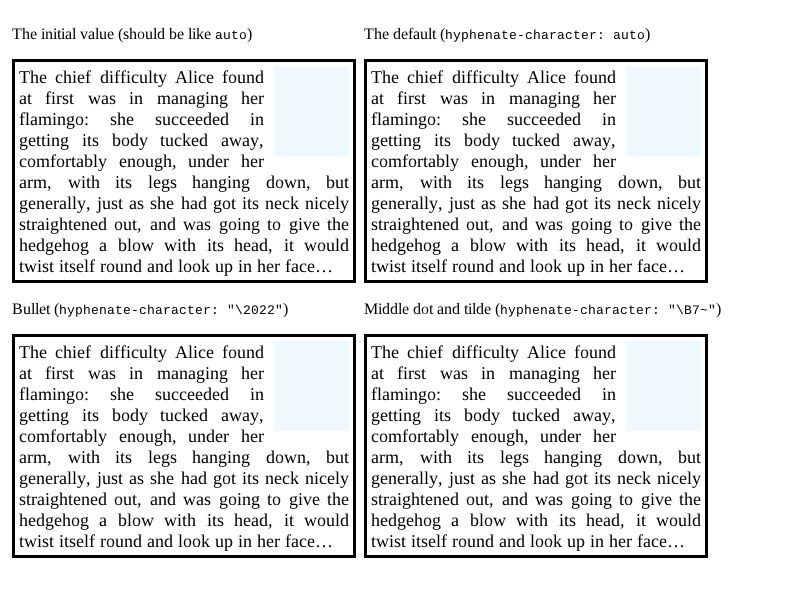 The initial value (should be like auto)
The chief difficulty Alice found
at first was in managing her
flamingo: she succeeded in
getting its body tucked away,
comfortably enough, under her
arm, with its legs hanging down, but
generally, just as she had got its neck nicely
straightened out, and was going to give the
hedgehog a blow with its head, it would
twist itself round and look up in her face…
The default (hyphenate-character: auto)
The chief difficulty Alice found
at first was in managing her
flamingo: she succeeded in
getting its body tucked away,
comfortably enough, under her
arm, with its legs hanging down, but
generally, just as she had got its neck nicely
straightened out, and was going to give the
hedgehog a blow with its head, it would
twist itself round and look up in her face…
Bullet (hyphenate-character: "\2022")
The chief difficulty Alice found
at first was in managing her
flamingo: she succeeded in
getting its body tucked away,
comfortably enough, under her
arm, with its legs hanging down, but
generally, just as she had got its neck nicely
straightened out, and was going to give the
hedgehog a blow with its head, it would
twist itself round and look up in her face…
Middle dot and tilde (hyphenate-character: "\B7~")
The chief difficulty Alice found
at first was in managing her
flamingo: she succeeded in
getting its body tucked away,
comfortably enough, under her
arm, with its legs hanging down, but
generally, just as she had got its neck nicely
straightened out, and was going to give the
hedgehog a blow with its head, it would
twist itself round and look up in her face…